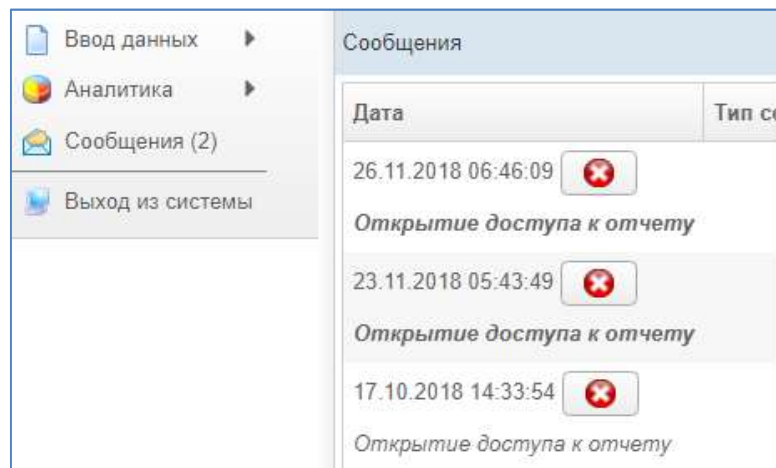 Ввод данных
Аналитика
Сообщения (2)
Выход из системы
Сообщения
Дата
Тип со
26.11.2018 06:46:09
Открытие доступа к отчету
23.11.2018 05:43:49
Открытие доступа к отчету
17.10.2018 14:33:54
Открытие доступа к отчету